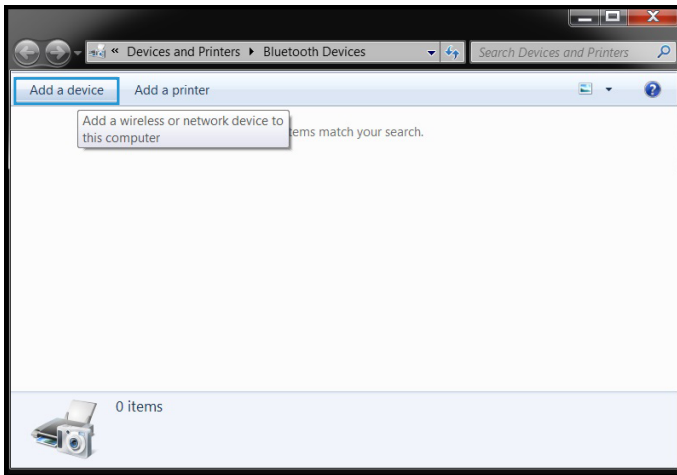 « Devices and Printers ▸ Bluetooth Devices
Search Devices and Printers
Add a device
Add a printer
Add a wireless or network device to
this computer
ems match your search.
0 items